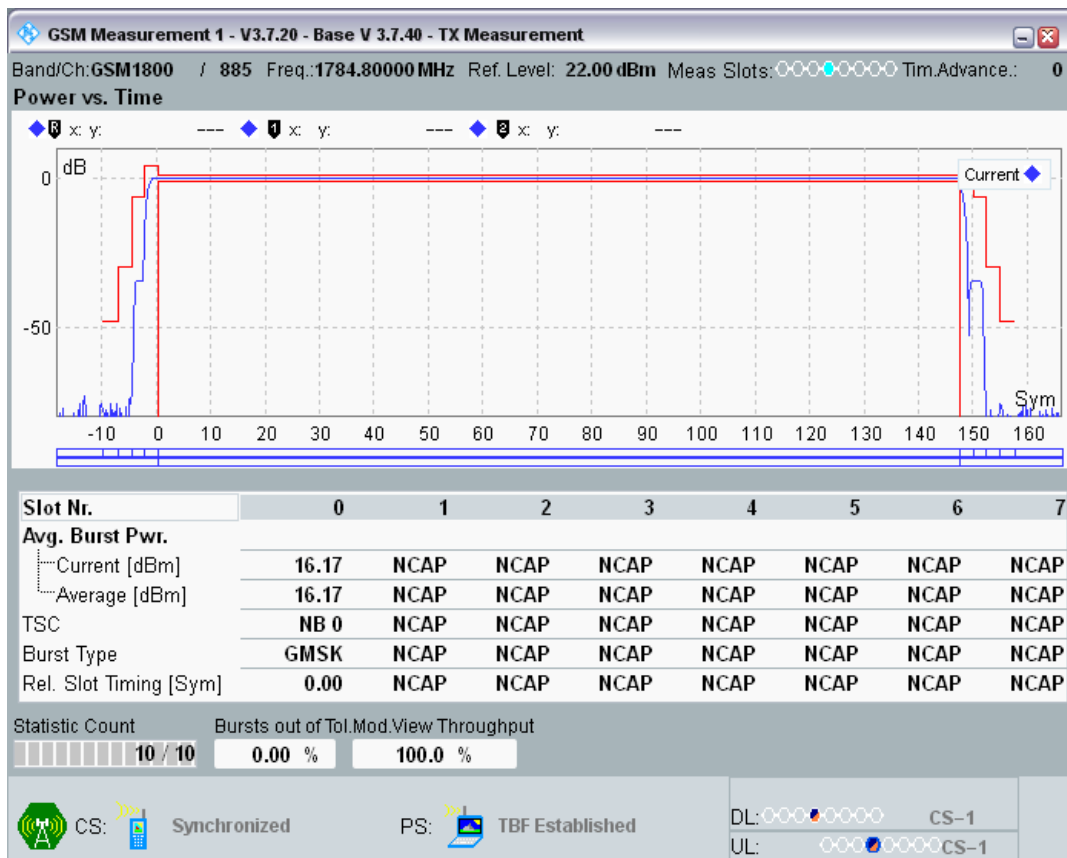 GSM Measurement 1 - V3.7.20 - Base V 3.7.40 - TX Measurement
Band/Ch:GSM1800 / 885 Freq.:1784.80000 MHz Ref. Level: 22.00 dBm Meas Slots: Tim.Advance.: 0
Power vs. Time
R x: y: --- 1 x: y: --- 2 x: y: ---
dB
Current
0
-50
Sym
-10 0 10 20 30 40 50 60 70 80 90 100 110 120 130 140 150 160
Slot Nr. 0 1 2 3 4 5 6 7
Avg. Burst Pwr.
Current [dBm] 16.17 NCAP NCAP NCAP NCAP NCAP NCAP NCAP
Average [dBm] 16.17 NCAP NCAP NCAP NCAP NCAP NCAP NCAP
TSC NB 0 NCAP NCAP NCAP NCAP NCAP NCAP NCAP
Burst Type GMSK NCAP NCAP NCAP NCAP NCAP NCAP NCAP
Rel. Slot Timing [Sym] 0.00 NCAP NCAP NCAP NCAP NCAP NCAP NCAP
Statistic Count Bursts out of Tol.Mod.View Throughput
10 / 10 0.00 % 100.0 %
CS: Synchronized PS: TBF Established DL: CS-1
UL: CS-1